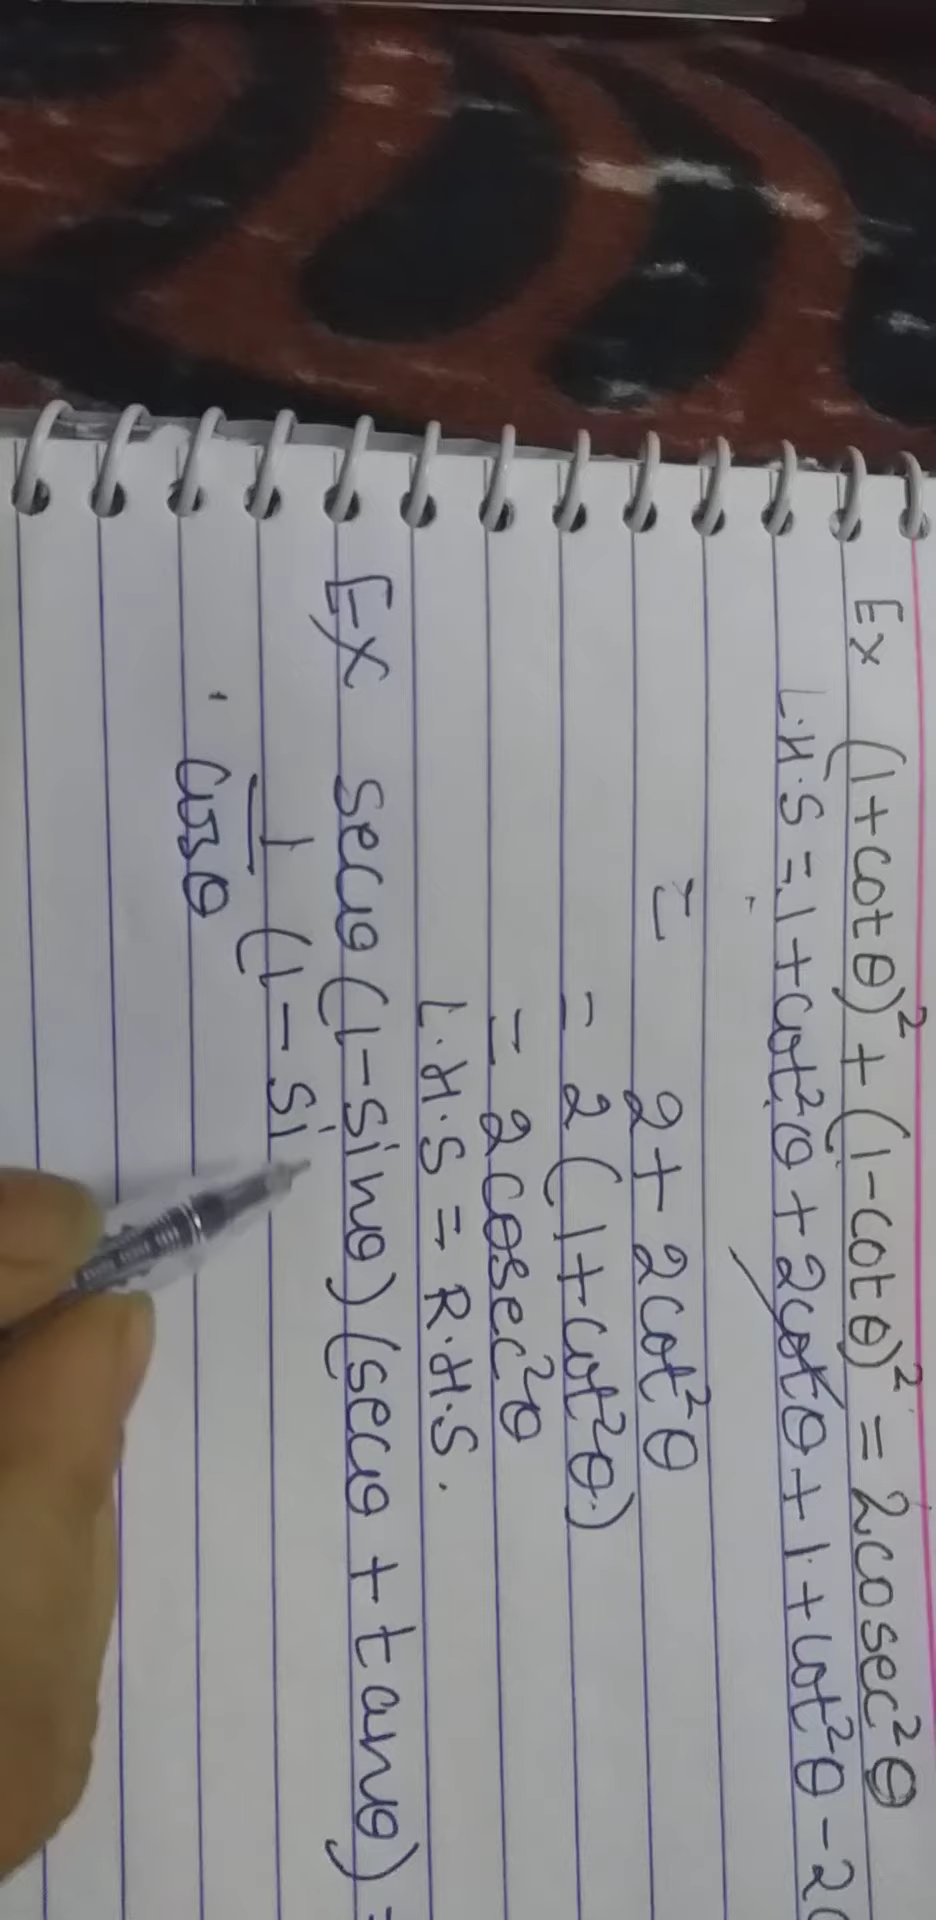 Ex (1+cotθ)² + (1-cotθ)² = 2cosec²θ
L.H.S = 1+cot²θ + 2cotθ + 1 + cot²θ - 2c
= 2 + 2cot²θ
= 2(1+cot²θ)
= 2cosec²θ
L.H.S = R.H.S.
Ex secθ(1-sinθ)(secθ + tanθ) =
1/cosθ (1 - Si